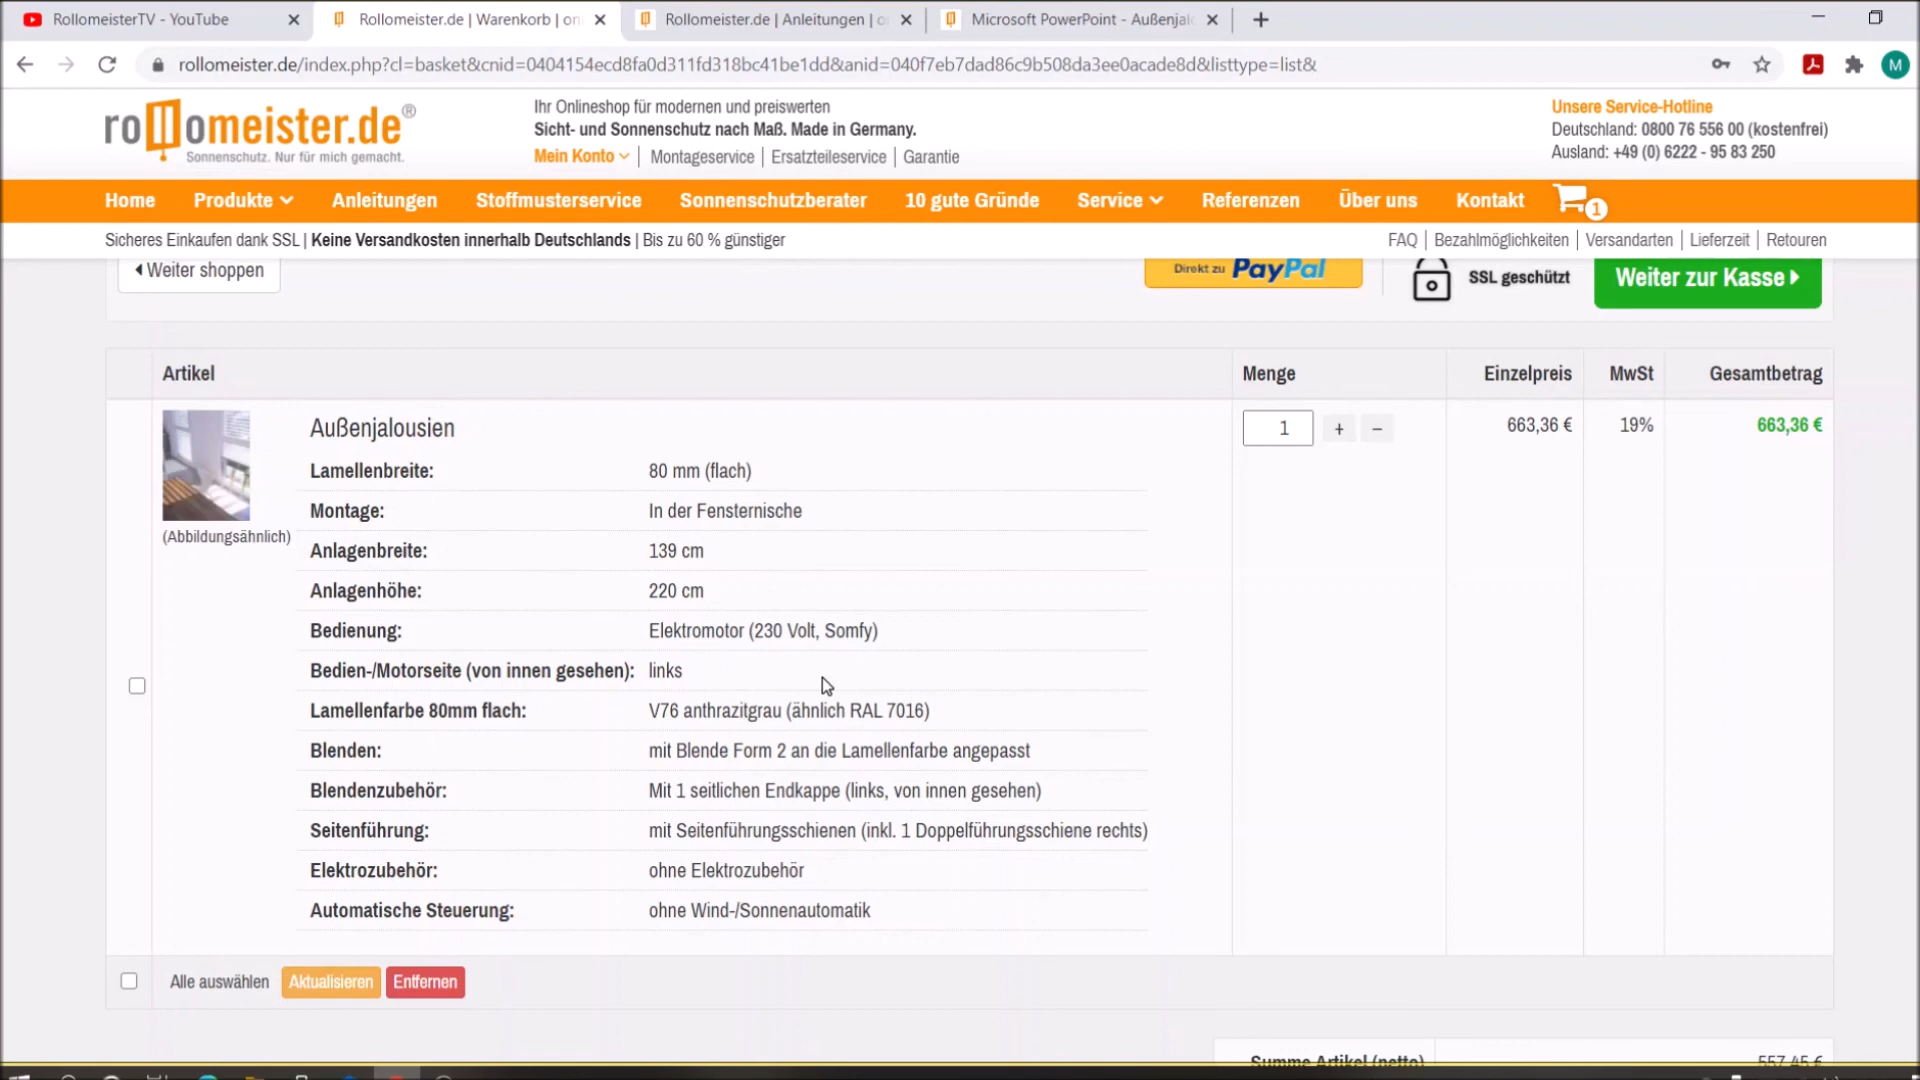 RollomeisterTV - YouTube
Rollomeister.de | Warenkorb | on
Rollomeister.de | Anleitungen | o
Microsoft PowerPoint - Außenjal
rollomeister.de/index.php?cl=basket&cnid=0404154ecd8fa0d311fd318bc41be1dd&anid=040f7eb7dad86c9b508da3ee0acade8d&listtype=list&
M
rollomeister.de®
Sonnenschutz. Nur für mich gemacht.
Ihr Onlineshop für modernen und preiswerten
Sicht- und Sonnenschutz nach Maß. Made in Germany.
Mein Konto | Montageservice | Ersatzteileservice | Garantie
Unsere Service-Hotline
Deutschland: 0800 76 556 00 (kostenfrei)
Ausland: +49 (0) 6222 - 95 83 250
Home Produkte Anleitungen Stoffmusterservice Sonnenschutzberater 10 gute Gründe Service Referenzen Über uns Kontakt 1
Sicheres Einkaufen dank SSL | Keine Versandkosten innerhalb Deutschlands | Bis zu 60 % günstiger
FAQ | Bezahlmöglichkeiten | Versandarten | Lieferzeit | Retouren
Weiter shoppen
Direkt zu PayPal
SSL geschützt
Weiter zur Kasse
Artikel Menge Einzelpreis MwSt Gesamtbetrag
Außenjalousien 1 + − 663,36 € 19% 663,36 €
(Abbildungsähnlich)
Lamellenbreite: 80 mm (flach)
Montage: In der Fensternische
Anlagenbreite: 139 cm
Anlagenhöhe: 220 cm
Bedienung: Elektromotor (230 Volt, Somfy)
Bedien-/Motorseite (von innen gesehen): links
Lamellenfarbe 80mm flach: V76 anthrazitgrau (ähnlich RAL 7016)
Blenden: mit Blende Form 2 an die Lamellenfarbe angepasst
Blendenzubehör: Mit 1 seitlichen Endkappe (links, von innen gesehen)
Seitenführung: mit Seitenführungsschienen (inkl. 1 Doppelführungsschiene rechts)
Elektrozubehör: ohne Elektrozubehör
Automatische Steuerung: ohne Wind-/Sonnenautomatik
Alle auswählen Aktualisieren Entfernen
Summe Artikel (netto) 557,45 €